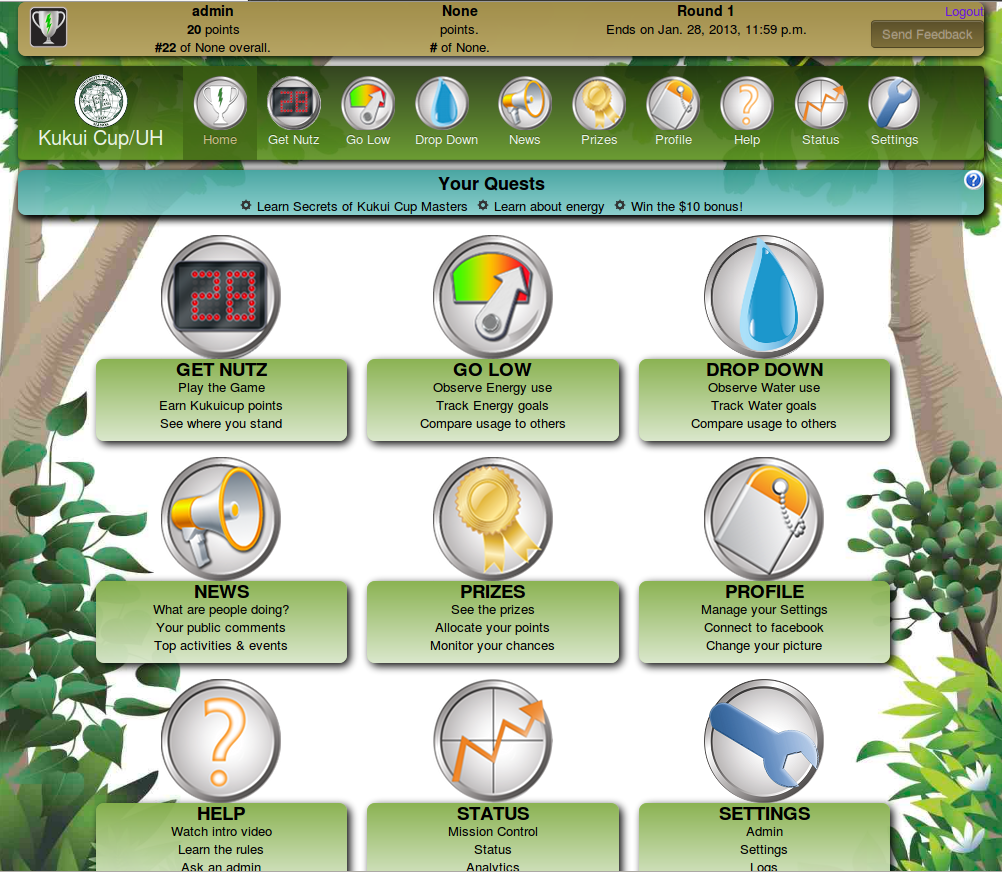 admin
20 points
#22 of None overall.
None
points.
# of None.
Round 1
Ends on Jan. 28, 2013, 11:59 p.m.
Logout
Send Feedback
Kukui Cup/UH
Home
28
Get Nutz
Go Low
Drop Down
News
Prizes
Profile
?
Help
Status
Settings
Your Quests
?
Learn Secrets of Kukui Cup Masters
Learn about energy
Win the $10 bonus!
28
GET NUTZ
Play the Game
Earn Kukuicup points
See where you stand
GO LOW
Observe Energy use
Track Energy goals
Compare usage to others
DROP DOWN
Observe Water use
Track Water goals
Compare usage to others
NEWS
What are people doing?
Your public comments
Top activities & events
PRIZES
See the prizes
Allocate your points
Monitor your chances
PROFILE
Manage your Settings
Connect to facebook
Change your picture
?
HELP
Watch intro video
Learn the rules
Ask an admin
STATUS
Mission Control
Status
Analytics
SETTINGS
Admin
Settings
Logs